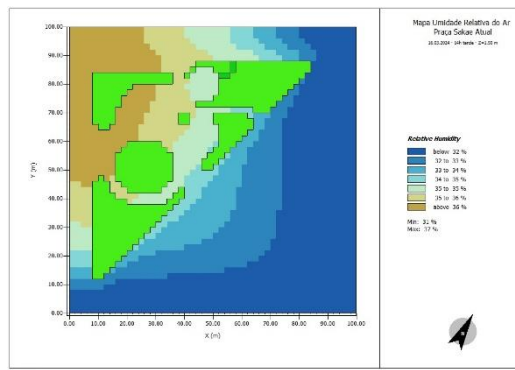 Mapa Umidade Relativa do Ar
Praça Sakae Atual
Relative Humidity
below 32 %
32 to 33 %
33 to 34 %
34 to 35 %
35 to 35 %
35 to 36 %
above 36 %
Min: 31 %
Max: 37 %
100.00
90.00
80.00
70.00
60.00
50.00
40.00
30.00
20.00
10.00
0.00
Y (m)
0.00 10.00 20.00 30.00 40.00 50.00 60.00 70.00 80.00 90.00 100.00
X (m)
N